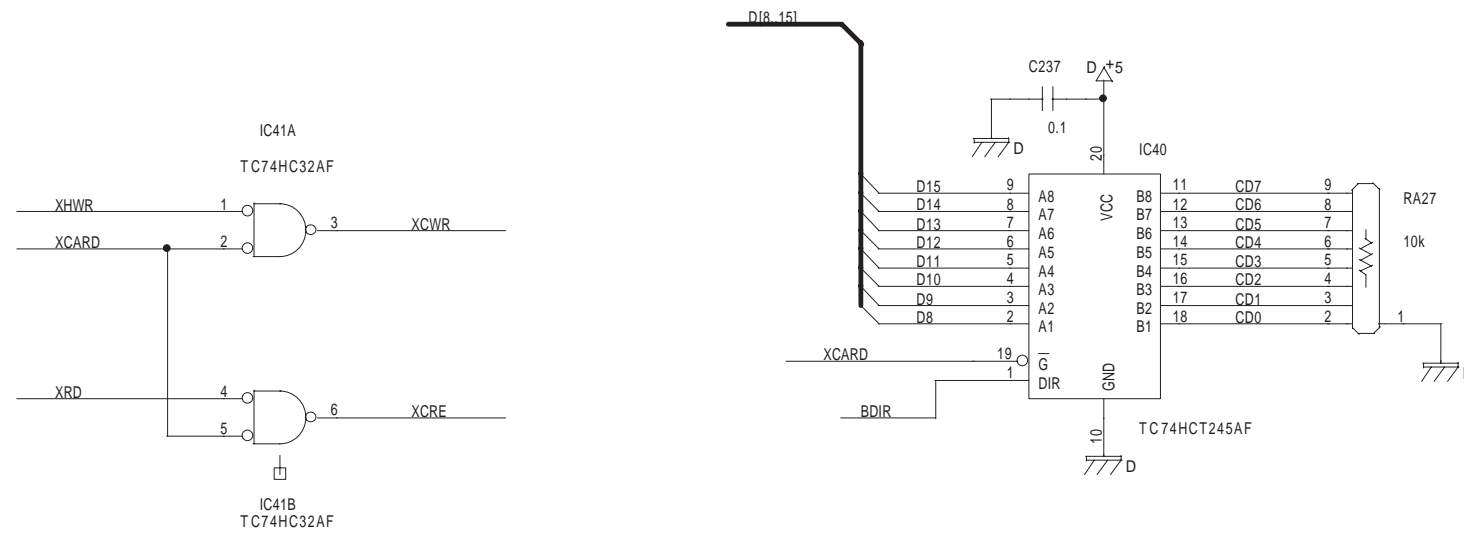 D[8..15]
C237
D +5
0.1
D
IC41A
TC74HC32AF
20
IC40
XHWR 1
3 XCWR
XCARD 2
D15 9 A8 VCC B8 11 CD7 9
D14 8 A7 B7 12 CD6 8
D13 7 A6 B6 13 CD5 7
D12 6 A5 B5 14 CD4 6
D11 5 A4 B4 15 CD3 5
D10 4 A3 B3 16 CD2 4
D9 3 A2 B2 17 CD1 3
D8 2 A1 B1 18 CD0 2
RA27
10k
1
XCARD 19 G
1 DIR GND
BDIR
XRD 4
6 XCRE
5
10
TC74HCT245AF
D
IC41B
TC74HC32AF